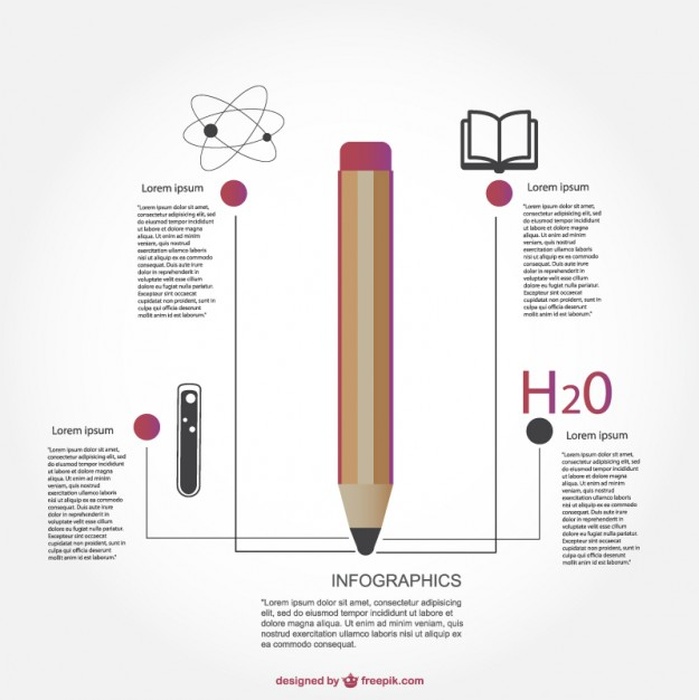 Lorem ipsum
"Lorem ipsum dolor sit amet,
consectetur adipisicing elit,
sed do eiusmod tempor incididunt
ut labore et dolore magna
aliqua. Ut enim ad minim
veniam, quis nostrud
exercitation ullamco laboris
nisi ut aliquip ex ea commodo
consequat. Duis aute irure
dolor in reprehenderit in
voluptate velit esse cillum
dolore eu fugiat nulla pariatur.
Excepteur sint occaecat
cupidatat non proident, sunt in
culpa qui officia deserunt
mollit anim id est laborum."
Lorem ipsum
"Lorem ipsum dolor sit amet,
consectetur adipisicing elit,
sed do eiusmod tempor incididunt
ut labore et dolore magna
aliqua. Ut enim ad minim
veniam, quis nostrud
exercitation ullamco laboris
nisi ut aliquip ex ea commodo
consequat. Duis aute irure
dolor in reprehenderit in
voluptate velit esse cillum
dolore eu fugiat nulla pariatur.
Excepteur sint occaecat
cupidatat non proident, sunt in
culpa qui officia deserunt
mollit anim id est laborum."
Lorem ipsum
"Lorem ipsum dolor sit amet,
consectetur adipisicing elit,
sed do eiusmod tempor incididunt
ut labore et dolore magna
aliqua. Ut enim ad minim
veniam, quis nostrud
exercitation ullamco laboris
nisi ut aliquip ex ea commodo
consequat. Duis aute irure
dolor in reprehenderit in
voluptate velit esse cillum
dolore eu fugiat nulla pariatur.
Excepteur sint occaecat
cupidatat non proident, sunt in
culpa qui officia deserunt
mollit anim id est laborum."
H2O
Lorem ipsum
"Lorem ipsum dolor sit amet,
consectetur adipisicing elit,
sed do eiusmod tempor incididunt
ut labore et dolore magna
aliqua. Ut enim ad minim
veniam, quis nostrud
exercitation ullamco laboris
nisi ut aliquip ex ea commodo
consequat. Duis aute irure
dolor in reprehenderit in
voluptate velit esse cillum
dolore eu fugiat nulla pariatur.
Excepteur sint occaecat
cupidatat non proident, sunt in
culpa qui officia deserunt
mollit anim id est laborum."
INFOGRAPHICS
"Lorem ipsum dolor sit amet, consectetur adipisicing
elit, sed do eiusmod tempor incididunt ut labore et
dolore magna aliqua. Ut enim ad minim veniam, quis
nostrud exercitation ullamco laboris nisi ut aliquip ex
ea commodo consequat.
designed by freepik.com